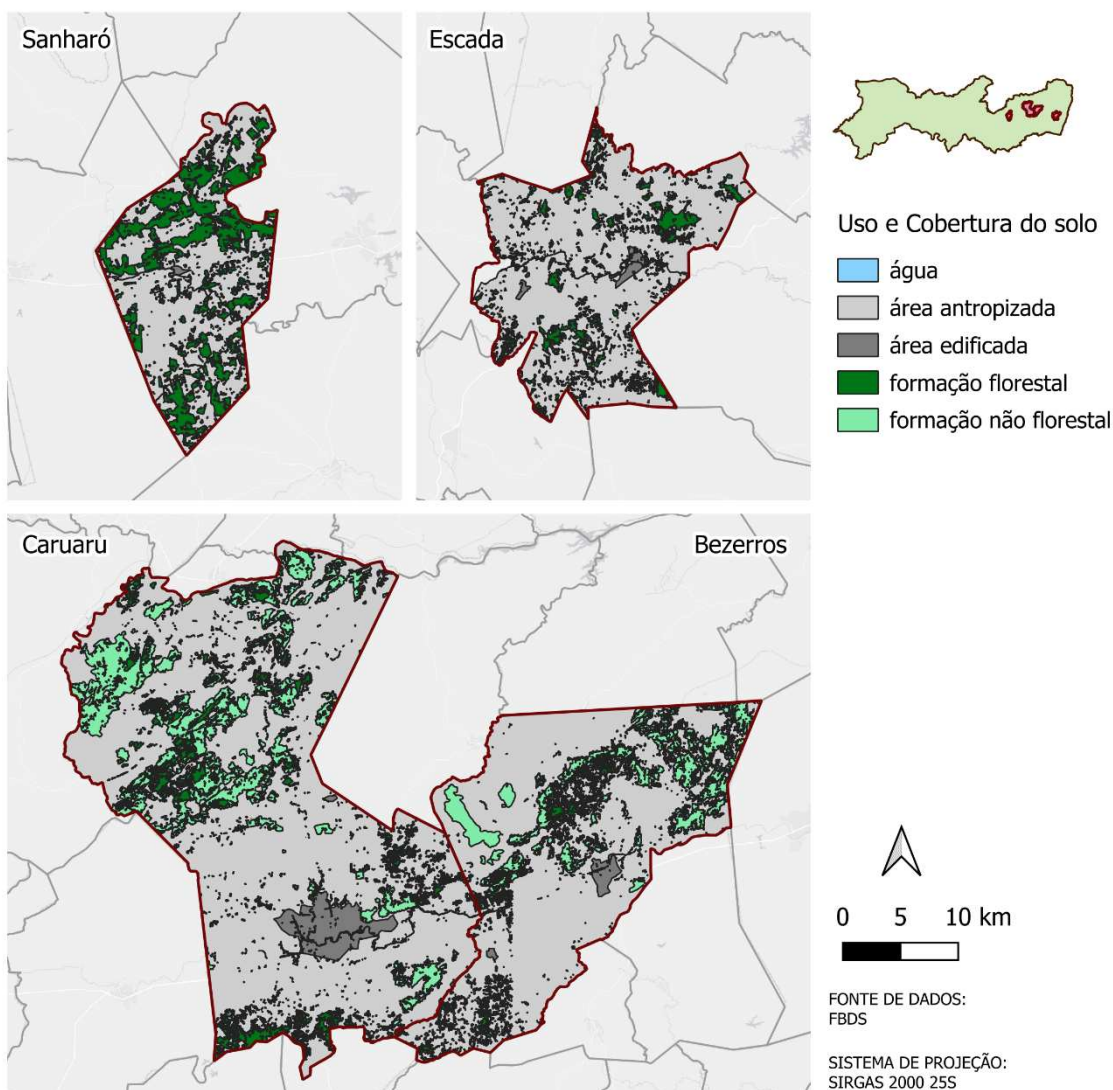 Sanharó
Escada
Uso e Cobertura do solo
água
área antropizada
área edificada
formação florestal
formação não florestal
Caruaru
Bezerros
0 5 10 km
FONTE DE DADOS:
FBDS
SISTEMA DE PROJEÇÃO:
SIRGAS 2000 25S